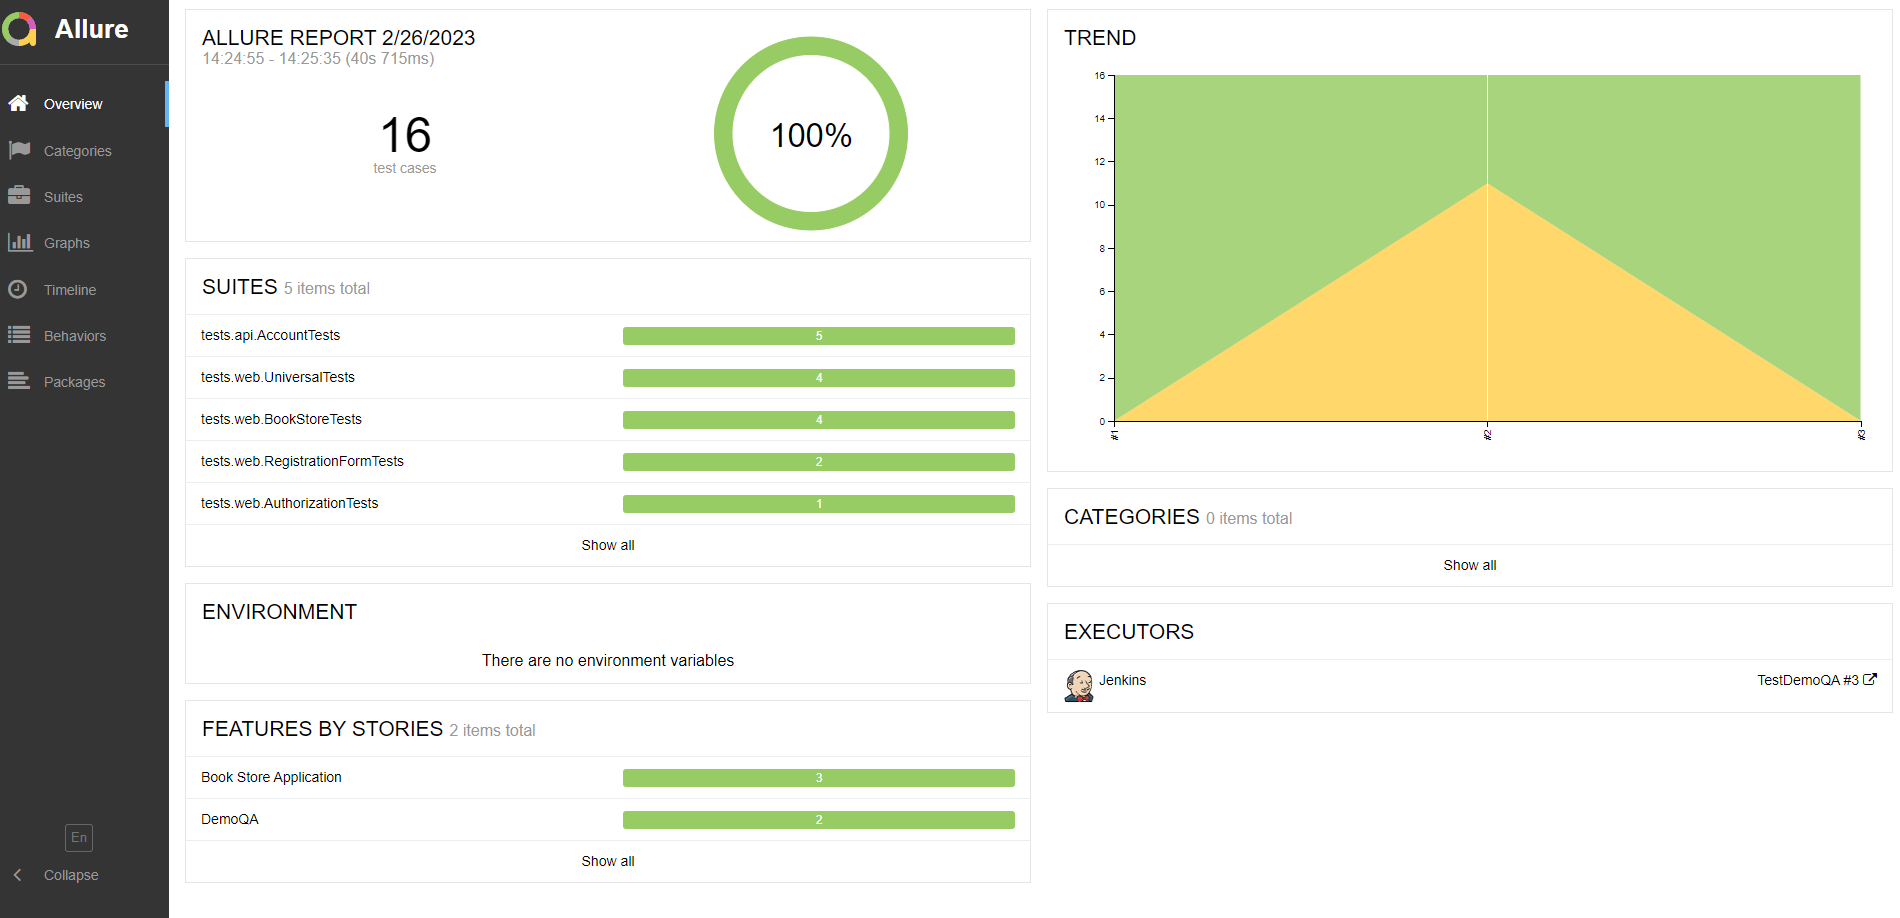 Allure
Overview
Categories
Suites
Graphs
Timeline
Behaviors
Packages
En
Collapse
ALLURE REPORT 2/26/2023
14:24:55 - 14:25:35 (40s 715ms)
16
test cases
100%
SUITES 5 items total
tests.api.AccountTests 5
tests.web.UniversalTests 4
tests.web.BookStoreTests 4
tests.web.RegistrationFormTests 2
tests.web.AuthorizationTests 1
Show all
ENVIRONMENT
There are no environment variables
FEATURES BY STORIES 2 items total
Book Store Application 3
DemoQA 2
Show all
TREND
16
14
12
10
8
6
4
2
0
#1
#2
#3
CATEGORIES 0 items total
Show all
EXECUTORS
Jenkins TestDemoQA #3